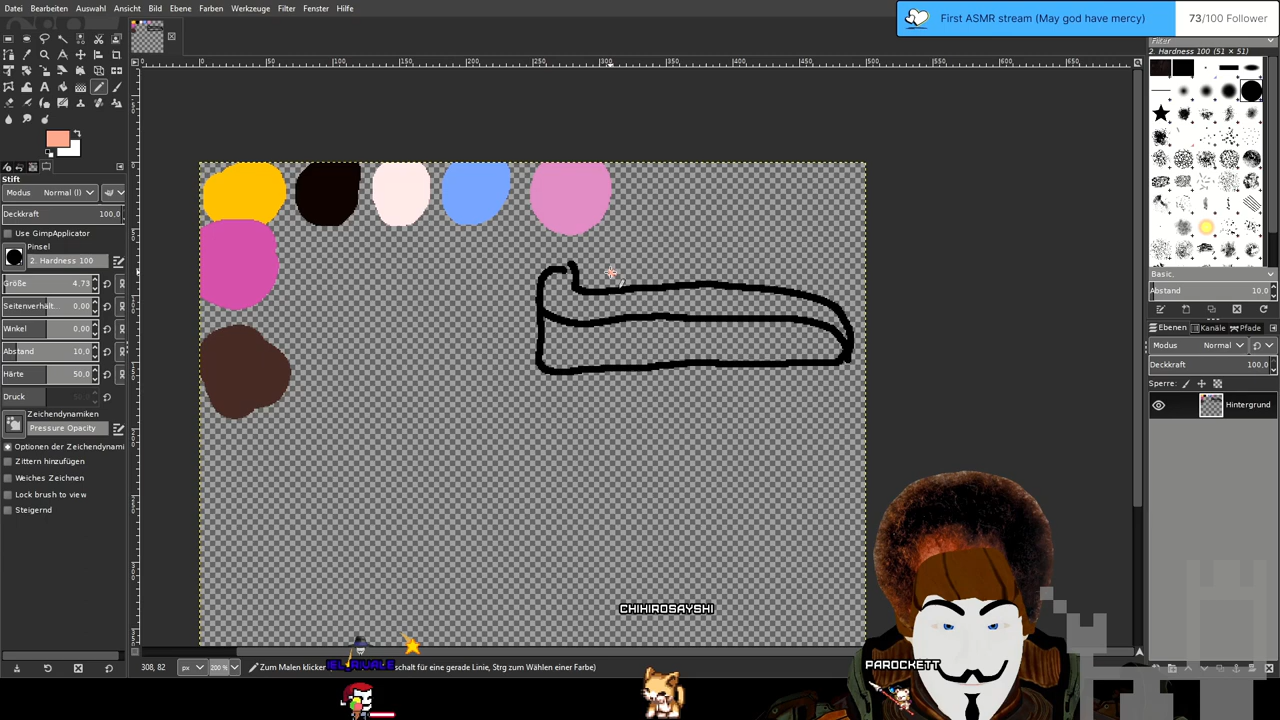 Datei Bearbeiten Auswahl Ansicht Bild Ebene Farben Werkzeuge Filter Fenster Hilfe
First ASMR stream (May god have mercy)
73/100 Follower
Filter
2. Hardness 100 (51 × 51)
Stift
Modus Normal (l)
Deckkraft 100,0
Use GimpApplicator
Pinsel
2. Hardness 100
Größe 4,73
Seitenverhält... 0,00
Winkel 0,00
Abstand 10,0
Härte 50,0
Druck
Zeichendynamiken
Pressure Opacity
Optionen der Zeichendynami
Zittern hinzufügen
Weiches Zeichnen
Lock brush to view
Steigernd
Basic,
Abstand 10,0
Ebenen Kanäle Pfade
Modus Normal
Deckkraft 100,0
Sperre:
Hintergrund
CHIHIROSAYSHI
PAROCKETT
308, 82 px 200 % Zum Malen klicken
schalt für eine gerade Linie, Strg zum Wählen einer Farbe)